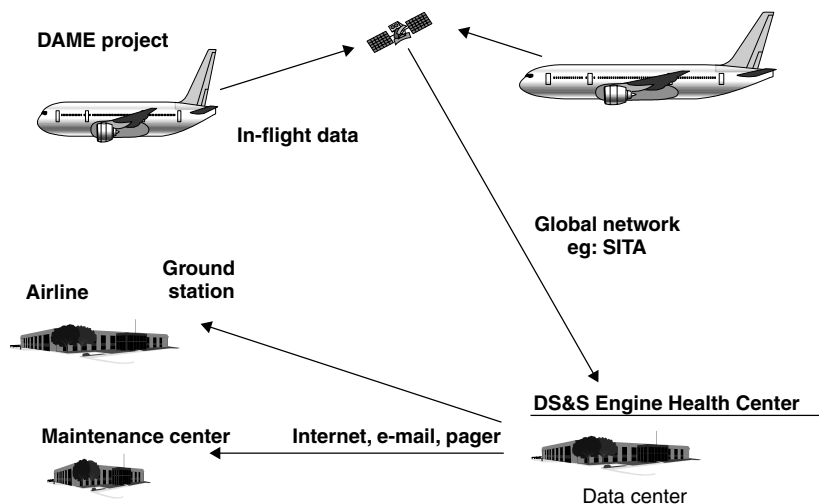 DAME project
In-flight data
Global network
eg: SITA
Ground
station
Airline
DS&S Engine Health Center
Maintenance center
Internet, e-mail, pager
Data center